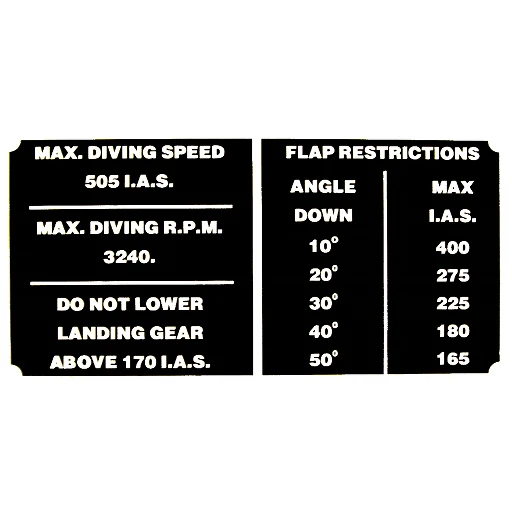 MAX. DIVING SPEED
505 I.A.S.
MAX. DIVING R.P.M.
3240.
DO NOT LOWER
LANDING GEAR
ABOVE 170 I.A.S.
FLAP RESTRICTIONS
ANGLE MAX
DOWN I.A.S.
10° 400
20° 275
30° 225
40° 180
50° 165